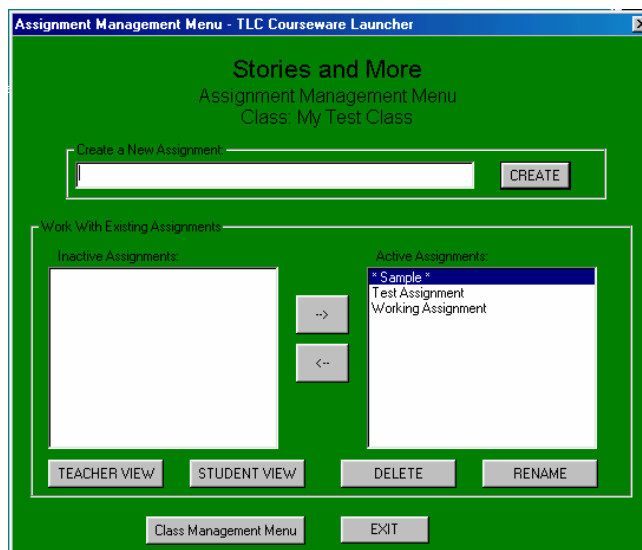 Assignment Management Menu - TLC Courseware Launcher
Stories and More
Assignment Management Menu
Class: My Test Class
Create a New Assignment:
CREATE
Work With Existing Assignments
Inactive Assignments:
Active Assignments:
* Sample *
Test Assignment
Working Assignment
-->
<--
TEACHER VIEW
STUDENT VIEW
DELETE
RENAME
Class Management Menu
EXIT